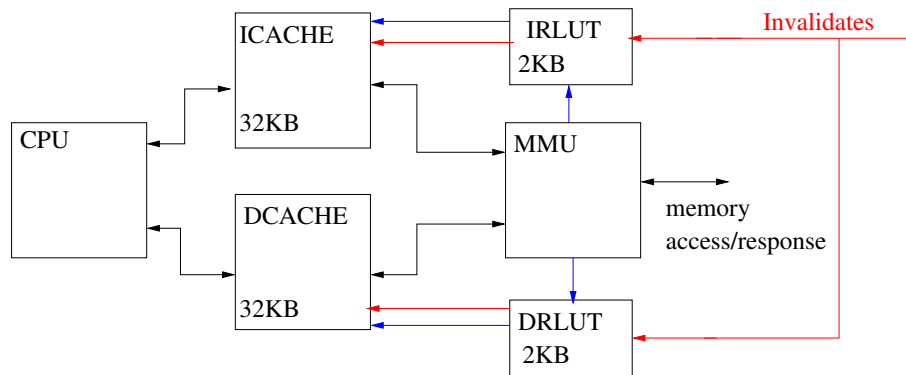 ICACHE
32KB
IRLUT
2KB
Invalidates
CPU
MMU
DCACHE
32KB
memory
access/response
DRLUT
2KB